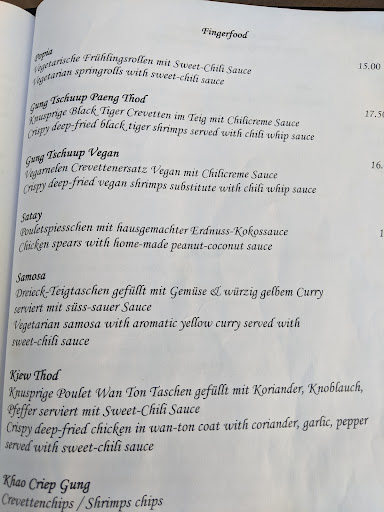 Fingerfood
Popia
Vegetarische Frühlingsrollen mit Sweet-Chili Sauce 15.00
Vegetarian springrolls with sweet-chili sauce
Gung Tschuup Paeng Thod
Knusprige Black Tiger Crevetten im Teig mit Chilicreme Sauce 17.50
Crispy deep-fried black tiger shrimps served with chili whip sauce
Gung Tschuup Vegan
Vegarnelen Crevettenersatz Vegan mit Chilicreme Sauce 16.
Crispy deep-fried vegan shrimps substitute with chili whip sauce
Satay
Pouletspiesschen mit hausgemachter Erdnuss-Kokossauce 1
Chicken spears with home-made peanut-coconut sauce
Samosa
Dreieck-Teigtaschen gefüllt mit Gemüse & würzig gelbem Curry
serviert mit süss-sauer Sauce
Vegetarian samosa with aromatic yellow curry served with
sweet-chili sauce
Kiew Thod
Knusprige Poulet Wan Ton Taschen gefüllt mit Koriander, Knoblauch,
Pfeffer serviert mit Sweet-Chili Sauce
Crispy deep-fried chicken in wan-ton coat with coriander, garlic, pepper
served with sweet-chili sauce
Khao Criep Gung
Crevettenchips / Shrimps chips